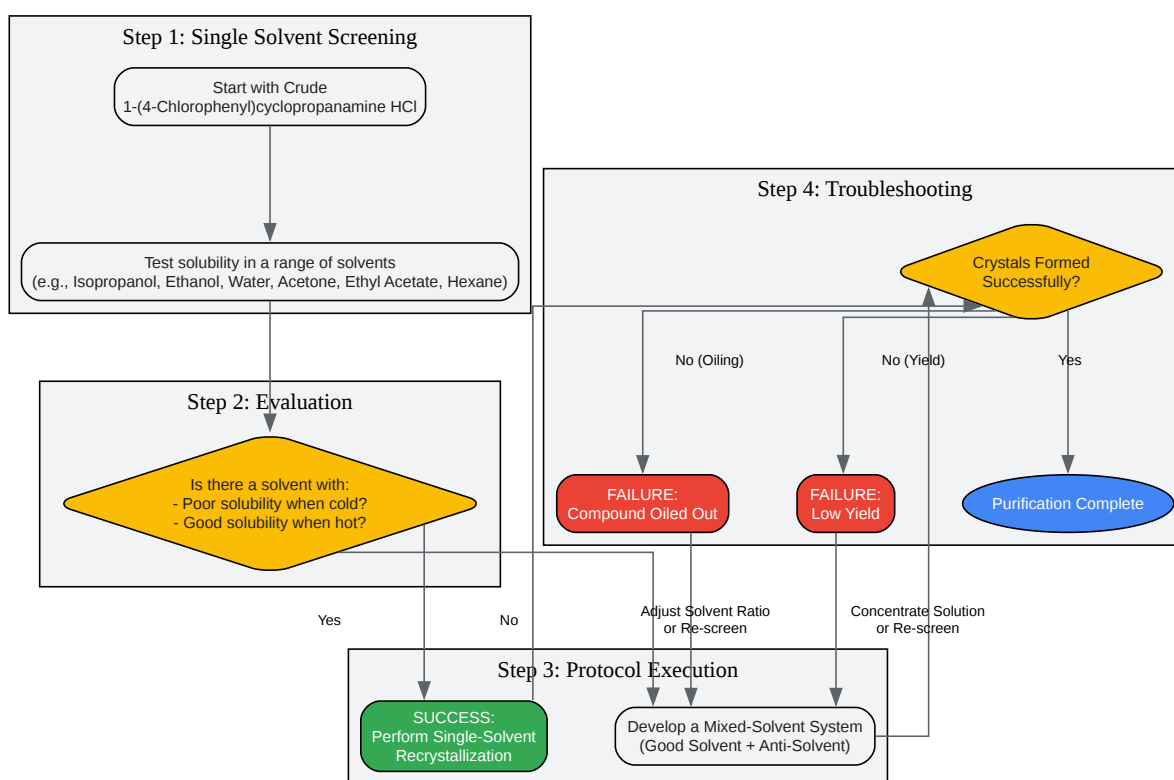 Step 1: Single Solvent Screening
Start with Crude
1-(4-Chlorophenyl)cyclopropanamine HCl
Test solubility in a range of solvents
(e.g., Isopropanol, Ethanol, Water, Acetone, Ethyl Acetate, Hexane)
Step 2: Evaluation
Is there a solvent with:
- Poor solubility when cold?
- Good solubility when hot?
Yes
No
Step 3: Protocol Execution
SUCCESS:
Perform Single-Solvent
Recrystallization
Develop a Mixed-Solvent System
(Good Solvent + Anti-Solvent)
Step 4: Troubleshooting
Crystals Formed
Successfully?
No (Oiling)
No (Yield)
Yes
FAILURE:
Compound Oiled Out
FAILURE:
Low Yield
Purification Complete
Adjust Solvent Ratio
or Re-screen
Concentrate Solution
or Re-screen